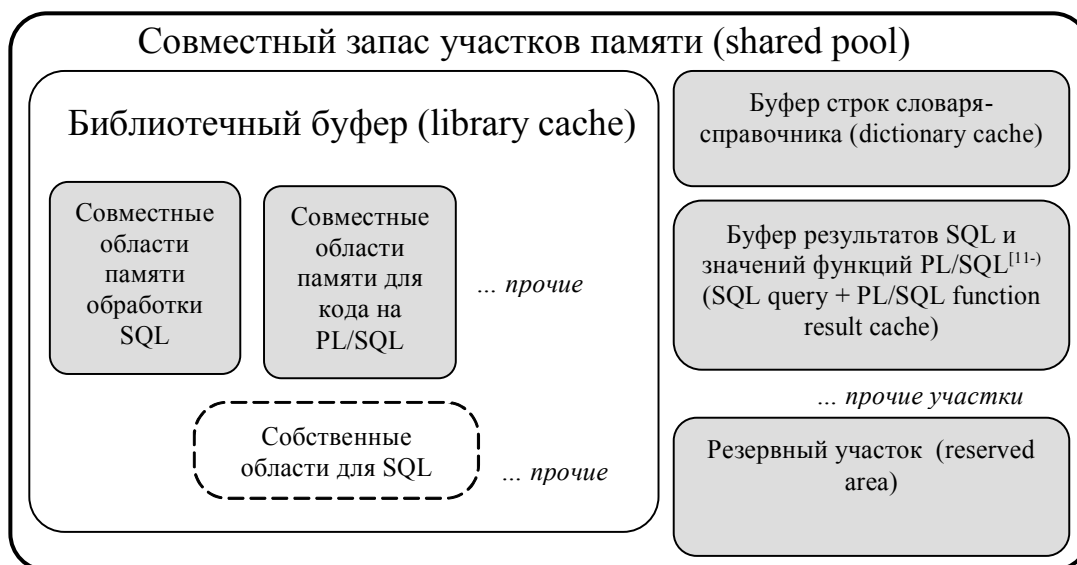 Совместный запас участков памяти (shared pool)
Библиотечный буфер (library cache)
Совместные
области
памяти
обработки
SQL
Совместные
области
памяти для
кода на
PL/SQL
... прочие
Собственные
области для SQL
... прочие
Буфер строк словаря-
справочника (dictionary cache)
Буфер результатов SQL и
значений функций PL/SQL[11-)
(SQL query + PL/SQL function
result cache)
... прочие участки
Резервный участок (reserved
area)